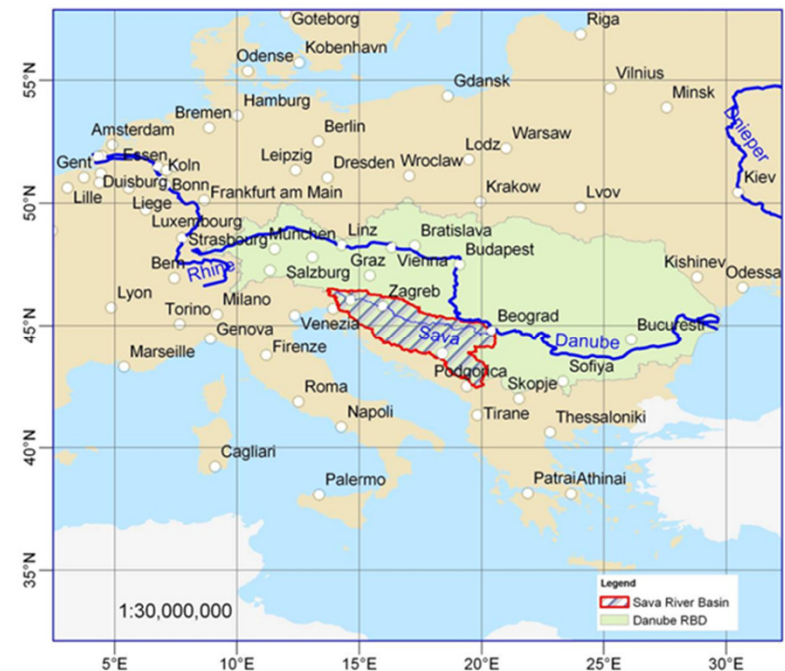 Goteborg
Riga
Kobenhavn
Odense
55°N
Vilnius
Gdansk
Minsk
Hamburg
Bremen
Dnieper
Amsterdam
Berlin
Lodz
Warsaw
Essen
Gent
Koln
Leipzig
Dresden
Wroclaw
Duisburg
Bonn
Kiev
Lille
Liege
Frankfurt am Main
Krakow
Lvov
50°N
Luxembourg
Strasbourg
Munchen
Linz
Bratislava
Budapest
Bern
Rhine
Salzburg
Graz
Vienna
Kishinev
Odessa
Lyon
Torino
Milano
Zagreb
Beograd
45°N
Genova
Venezia
Sava
Danube
Bucuresti
Marseille
Firenze
Podgorica
Sofiya
Skopje
Roma
Napoli
Tirane
Thessaloniki
40°N
Cagliari
Palermo
Patrai
Athinai
35°N
Legend
1:30,000,000
Sava River Basin
Danube RBD
5°E
10°E
15°E
20°E
25°E
30°E